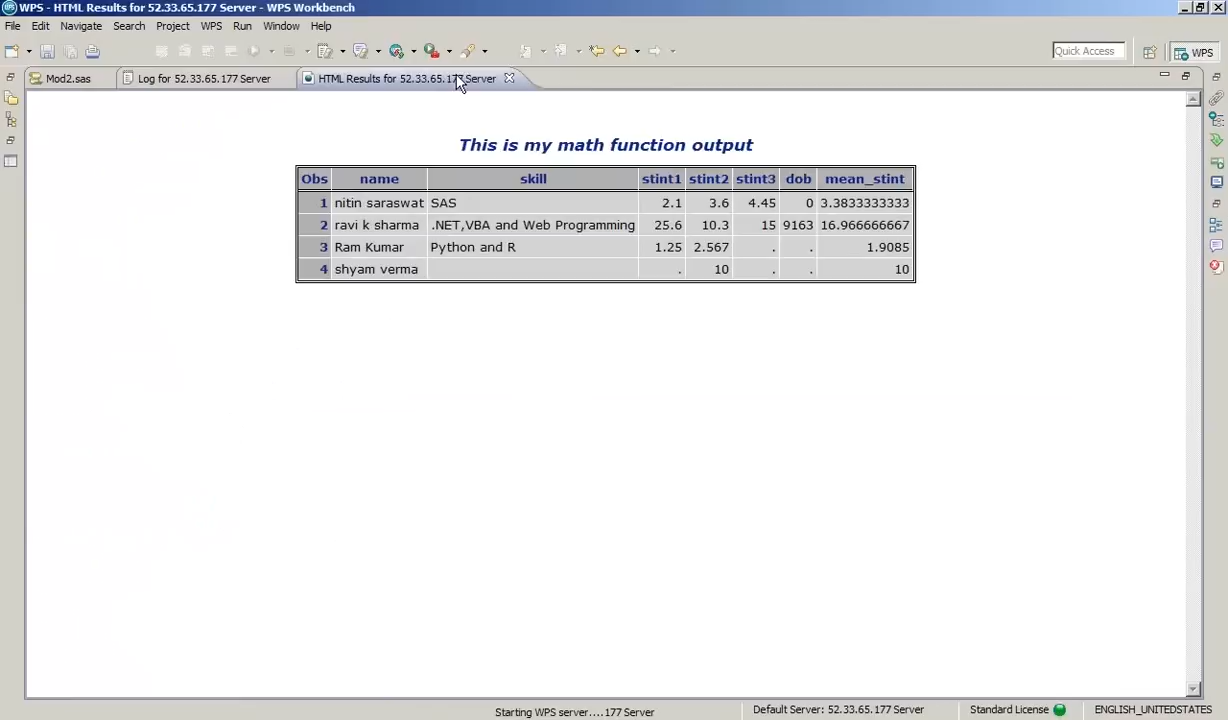 WPS - HTML Results for 52.33.65.177 Server - WPS Workbench
File Edit Navigate Search Project WPS Run Window Help
Quick Access WPS
Mod2.sas Log for 52.33.65.177 Server HTML Results for 52.33.65.177 Server
This is my math function output
Obs name skill stint1 stint2 stint3 dob mean_stint
1 nitin saraswat SAS 2.1 3.6 4.45 0 3.3833333333
2 ravi k sharma .NET,VBA and Web Programming 25.6 10.3 15 9163 16.966666667
3 Ram Kumar Python and R 1.25 2.567 . . 1.9085
4 shyam verma . 10 . . 10
Starting WPS server....177 Server Default Server: 52.33.65.177 Server Standard License ENGLISH_UNITEDSTATES